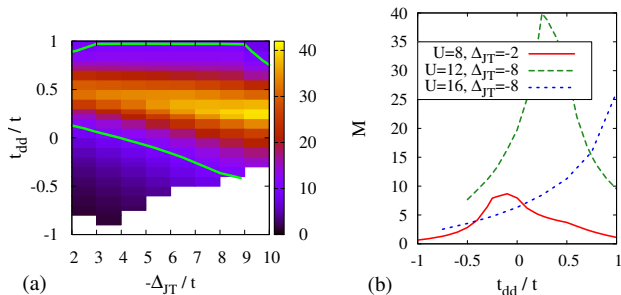 1
0.5
0
-0.5
-1
t_dd / t
2 3 4 5 6 7 8 9 10
-Δ_JT / t
40
30
20
10
0
(a)
M
40
35
30
25
20
15
10
5
0
U=8, Δ_JT=-2
U=12, Δ_JT=-8
U=16, Δ_JT=-8
-1 -0.5 0 0.5 1
t_dd / t
(b)